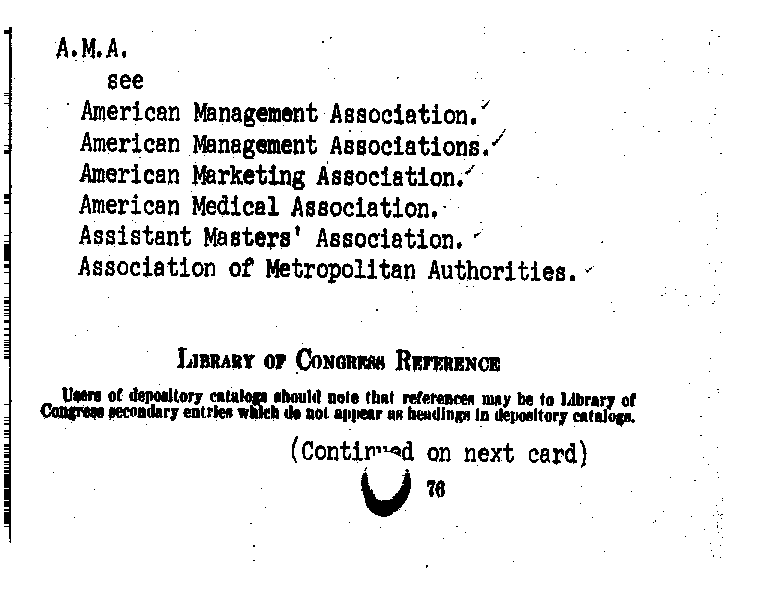 A.M.A.
see
American Management Association.✓
American Management Associations.✓
American Marketing Association.✓
American Medical Association.
Assistant Masters' Association. ✓
Association of Metropolitan Authorities. ✓
LIBRARY OF CONGRESS REFERENCE
Users of depository catalogs should note that references may be to Library of
Congress secondary entries which do not appear as headings in depository catalogs.
(Continued on next card)
76